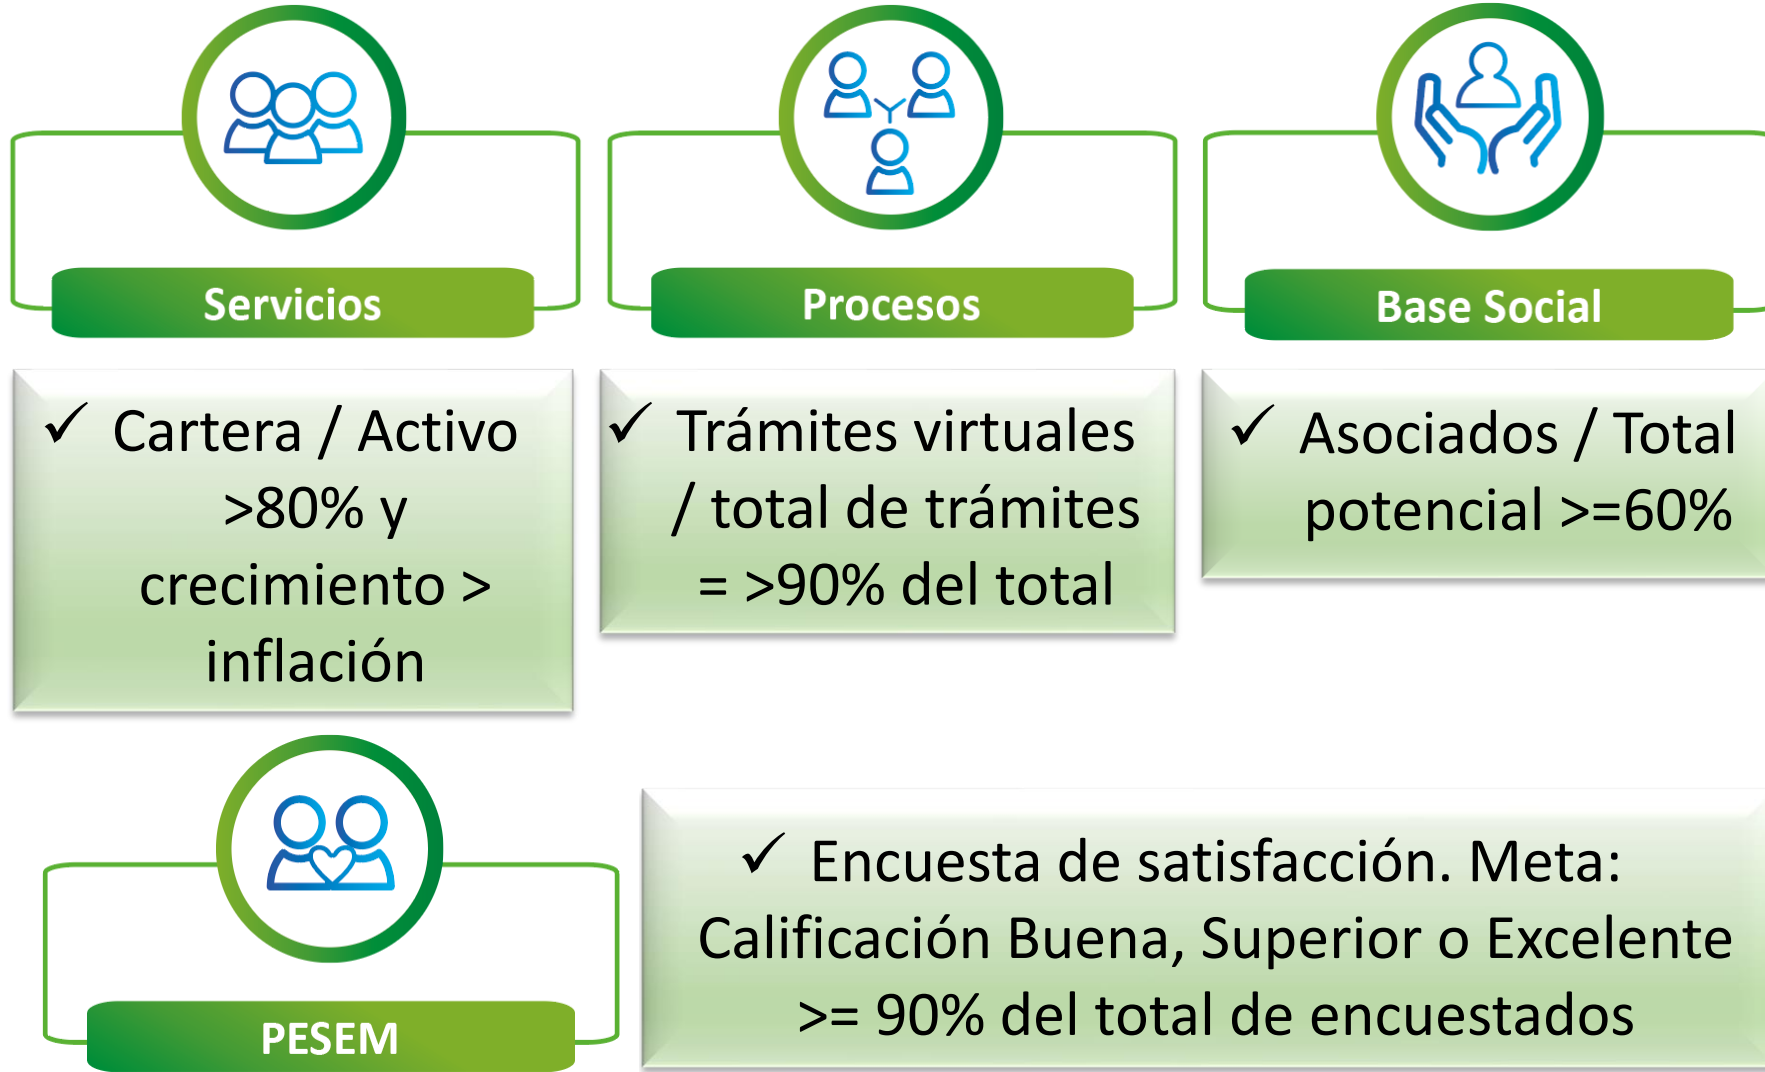 Servicios
✓ Cartera / Activo
>80% y
crecimiento >
inflación
Procesos
✓ Trámites virtuales
/ total de trámites
= >90% del total
Base Social
✓ Asociados / Total
potencial >=60%
PESEM
✓ Encuesta de satisfacción. Meta:
Calificación Buena, Superior o Excelente
>= 90% del total de encuestados